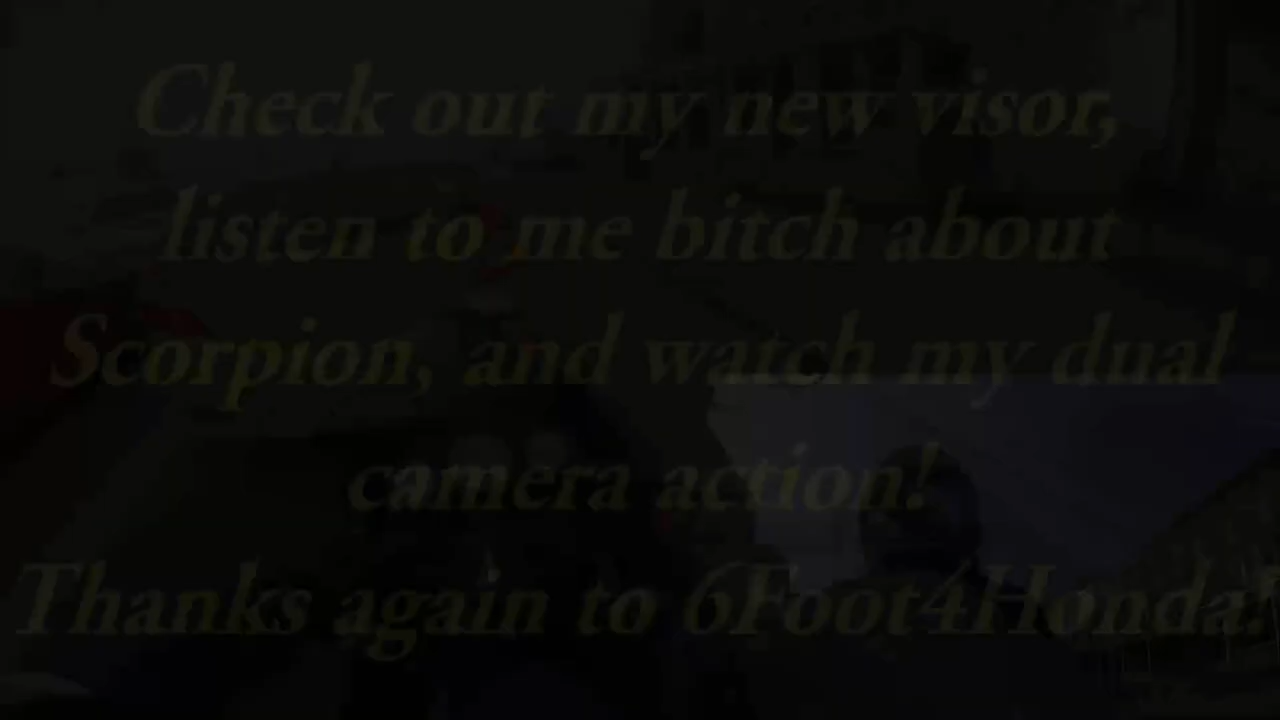 Check out my new visor,
listen to me bitch about
Scorpion, and watch my dual
camera action!
Thanks again to 6Foot4Honda!